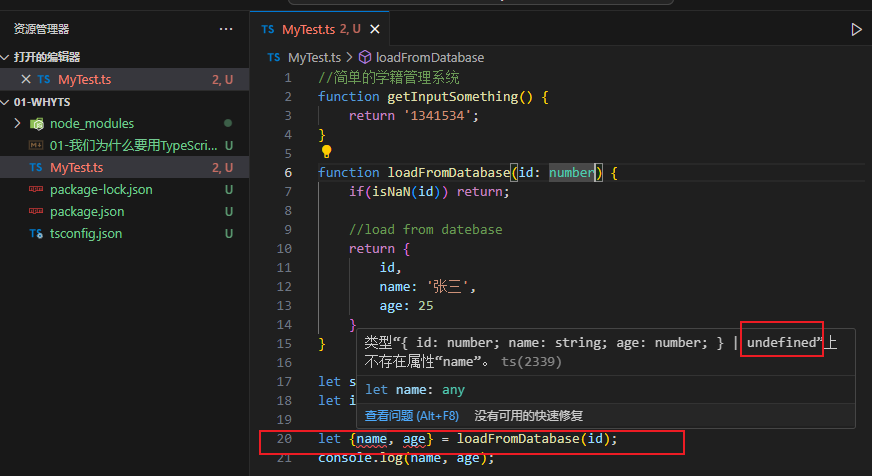 资源管理器
打开的编辑器
MyTest.ts 2, U
01-WHYTS
node_modules
01-我们为什么要用TypeScri... U
MyTest.ts 2, U
package-lock.json U
package.json U
tsconfig.json U
TS MyTest.ts 2, U
TS MyTest.ts > loadFromDatabase
1 //简单的学籍管理系统
2 function getInputSomething() {
3 return '1341534';
4 }
5
6 function loadFromDatabase(id: number) {
7 if(isNaN(id)) return;
8
9 //load from datebase
10 return {
11 id,
12 name: '张三',
13 age: 25
14 }
15 }
16
17 let s
18 let i
19
20 let {name, age} = loadFromDatabase(id);
21 console.log(name, age);
类型“{ id: number; name: string; age: number; } | undefined”上
不存在属性“name”。 ts(2339)
let name: any
查看问题 (Alt+F8) 没有可用的快速修复